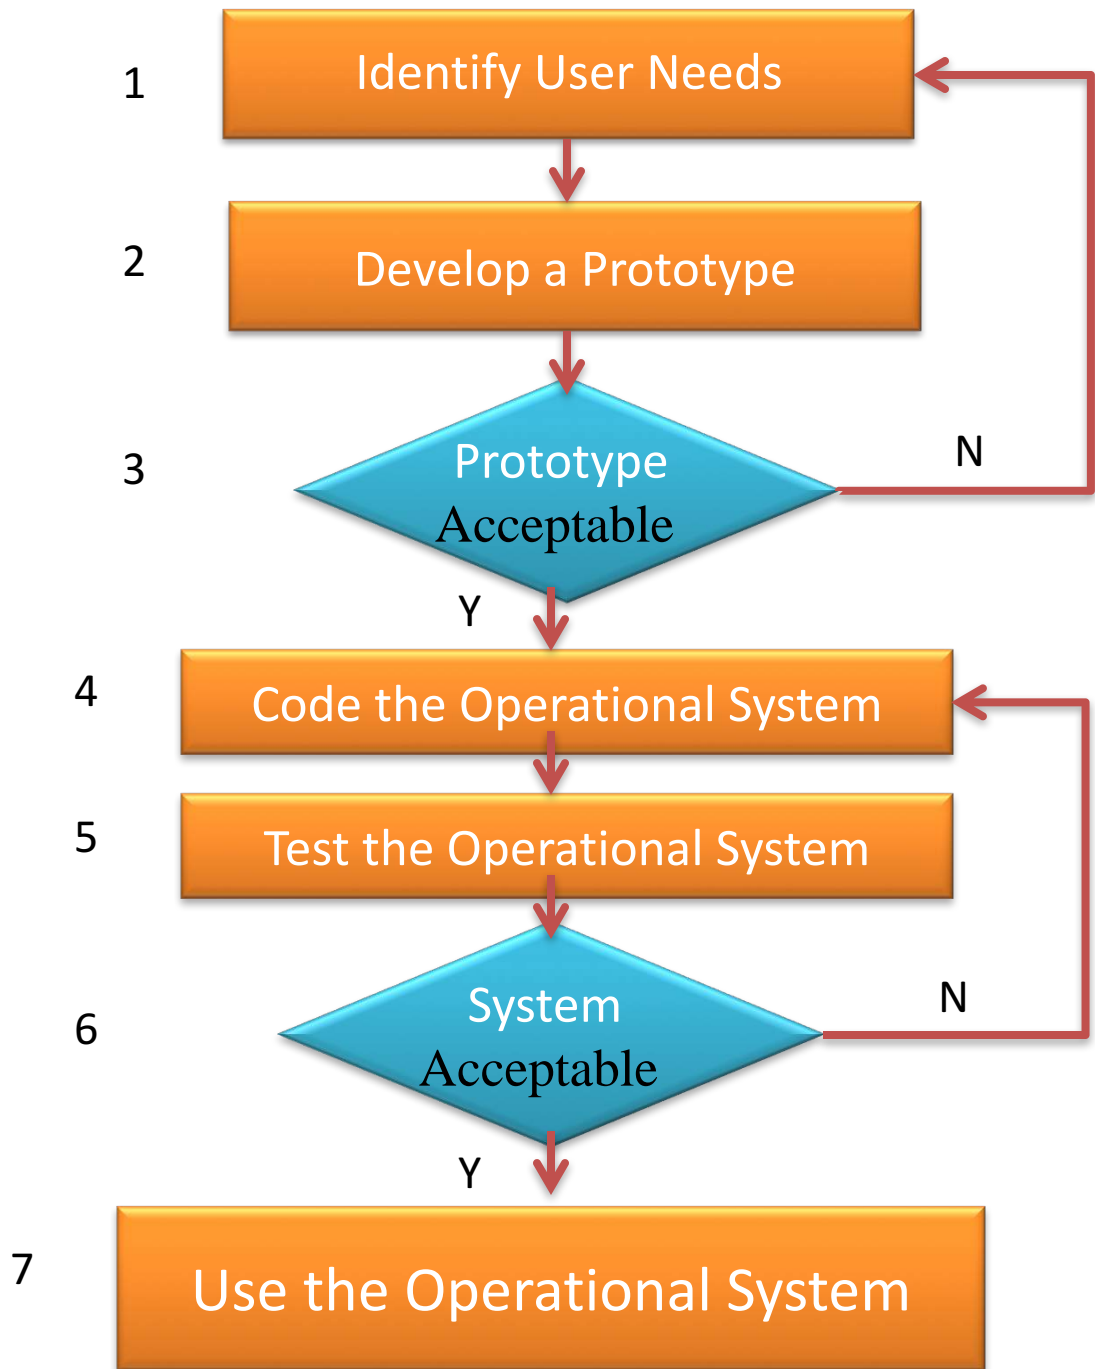 1
Identify User Needs
2
Develop a Prototype
3
Prototype
Acceptable
N
Y
4
Code the Operational System
5
Test the Operational System
6
System
Acceptable
N
Y
7
Use the Operational System